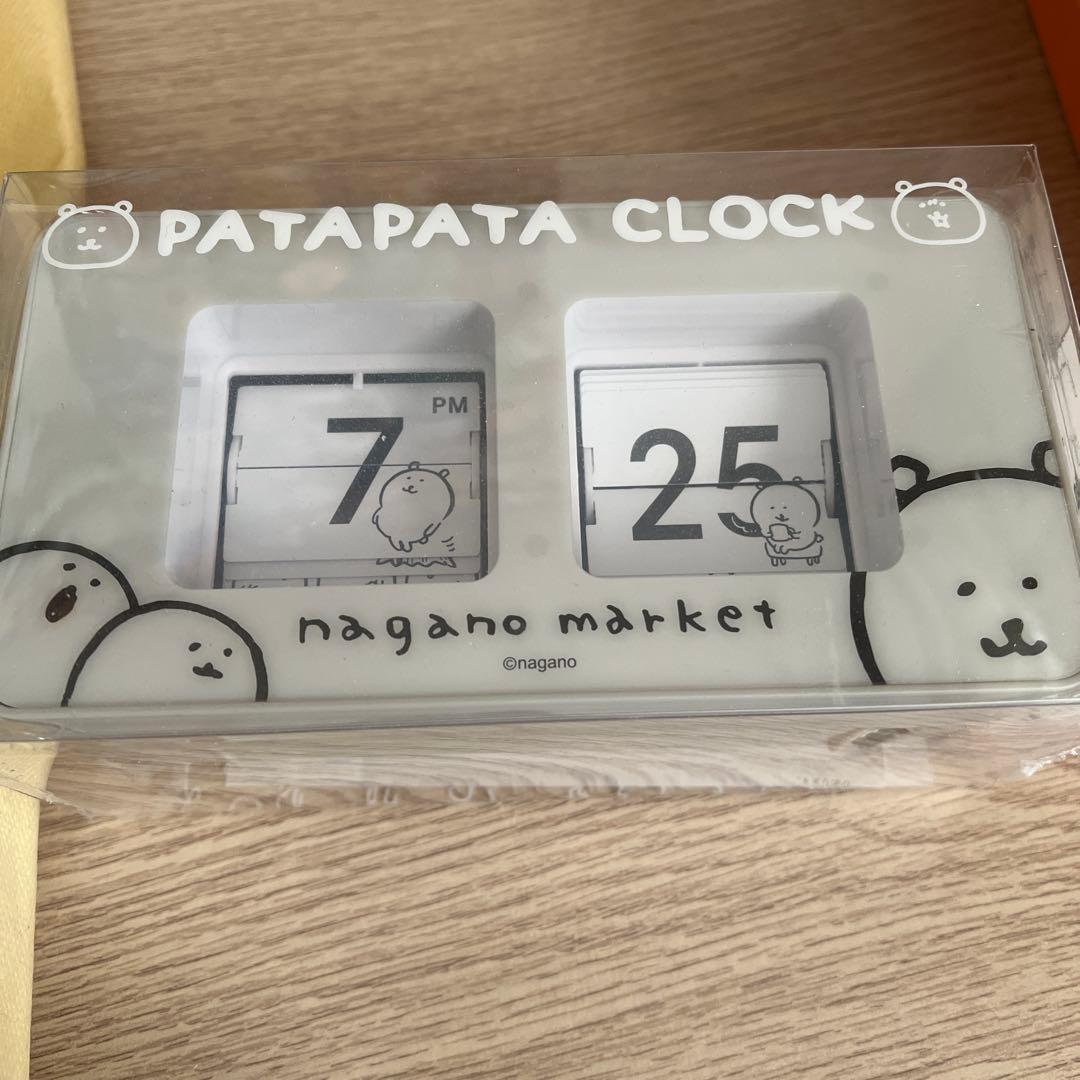 PATAPATA CLOCK
PM
7
25
nagano market
©nagano